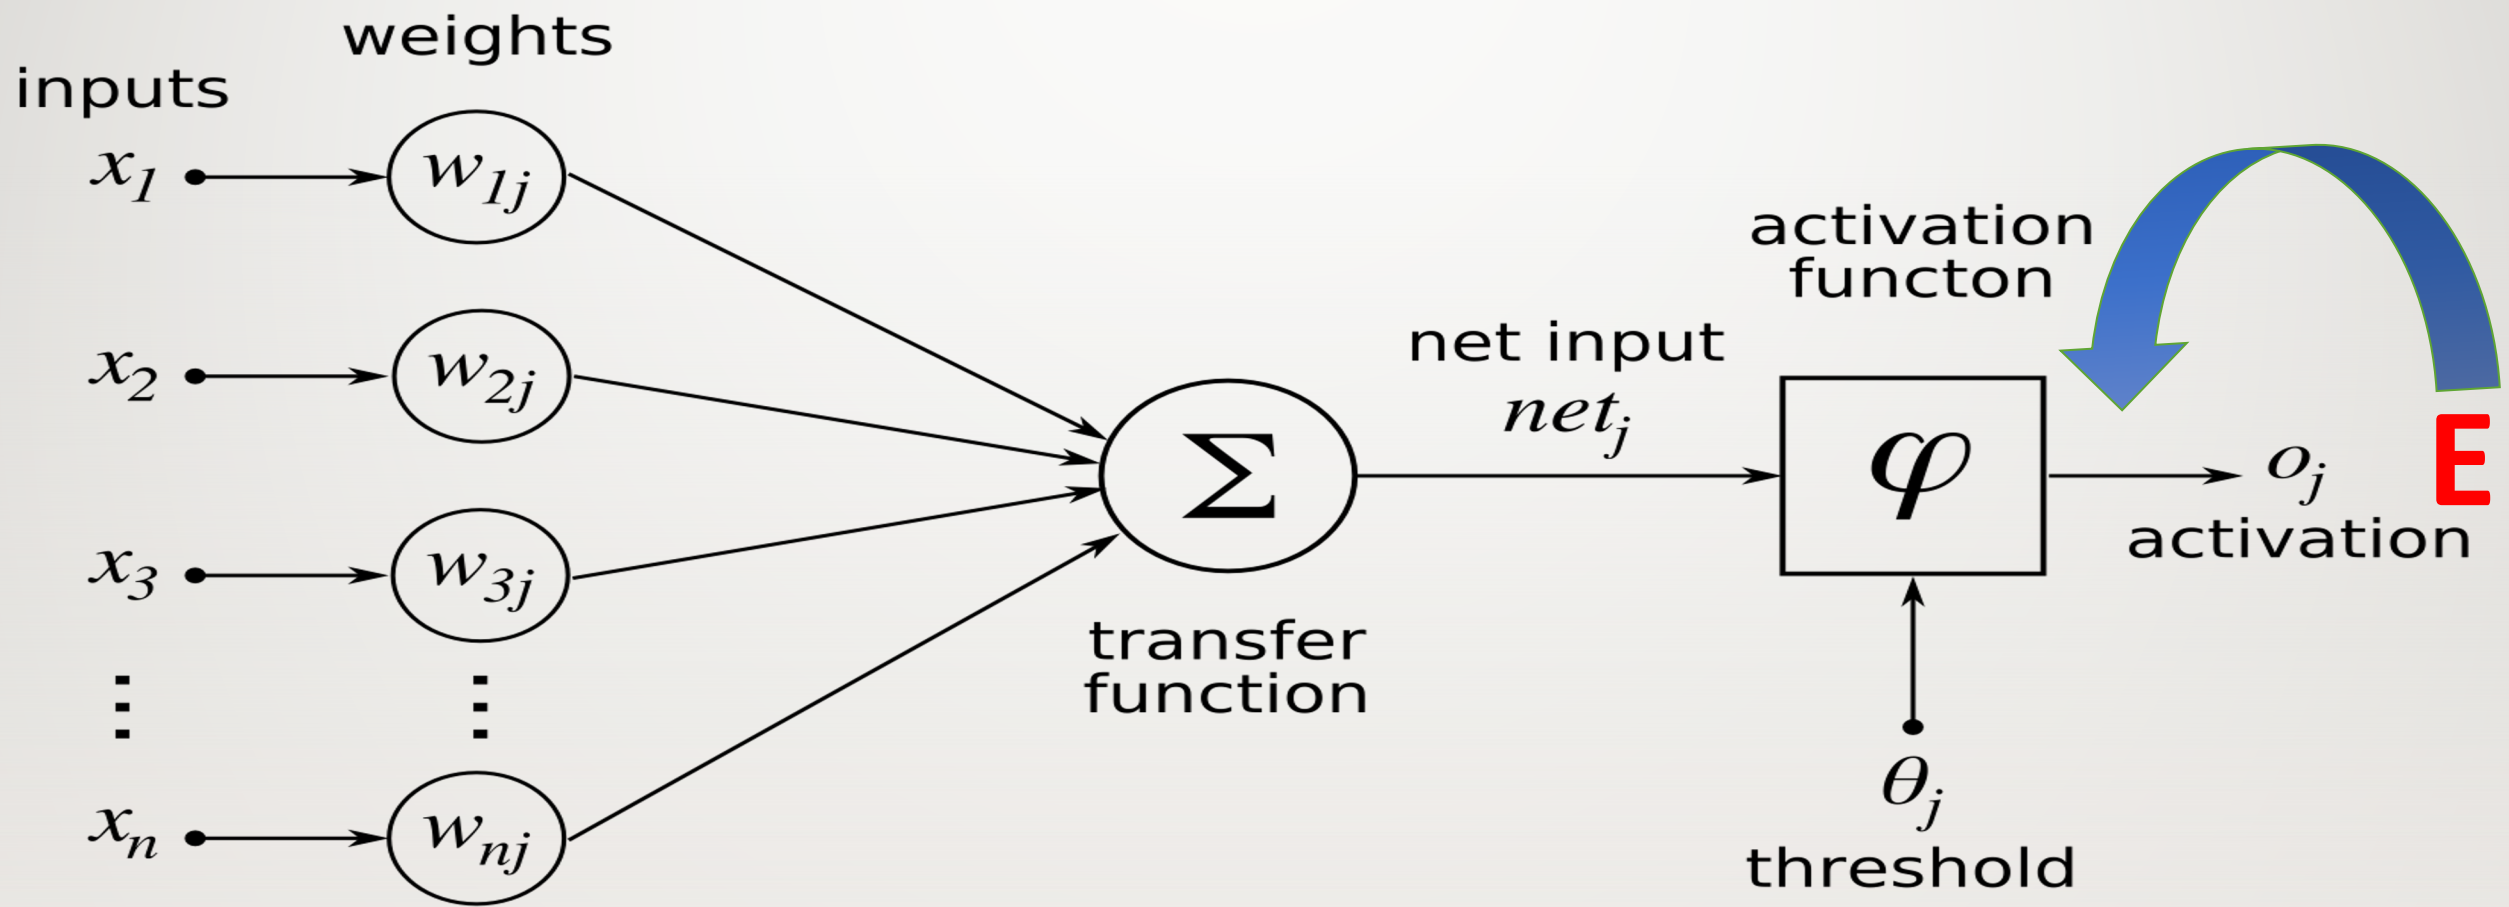 weights
inputs
x1
w1j
x2
w2j
x3
w3j
⋮
⋮
xn
wnj
Σ
transfer
function
net input
netj
activation
functon
φ
θj
threshold
oj
activation
E